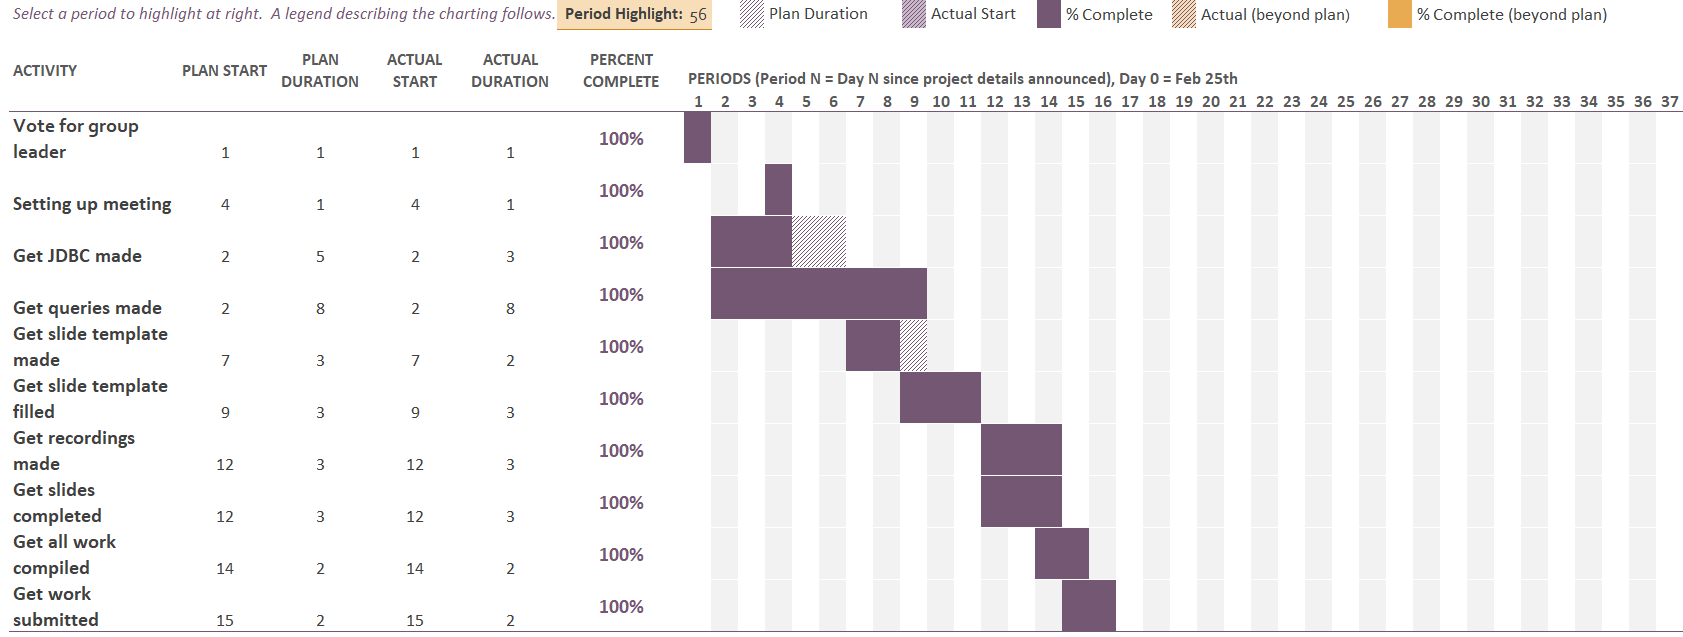 Select a period to highlight at right.  A legend describing the charting follows. Period Highlight: 56 Plan Duration Actual Start % Complete Actual (beyond plan) % Complete (beyond plan)
ACTIVITY PLAN START PLAN DURATION ACTUAL START ACTUAL DURATION PERCENT COMPLETE PERIODS (Period N = Day N since project details announced), Day 0 = Feb 25th
1 2 3 4 5 6 7 8 9 10 11 12 13 14 15 16 17 18 19 20 21 22 23 24 25 26 27 28 29 30 31 32 33 34 35 36 37
Vote for group
leader 1 1 1 1 100%
Setting up meeting 4 1 4 1 100%
Get JDBC made 2 5 2 3 100%
Get queries made 2 8 2 8 100%
Get slide template
made 7 3 7 2 100%
Get slide template
filled 9 3 9 3 100%
Get recordings
made 12 3 12 3 100%
Get slides
completed 12 3 12 3 100%
Get all work
compiled 14 2 14 2 100%
Get work
submitted 15 2 15 2 100%